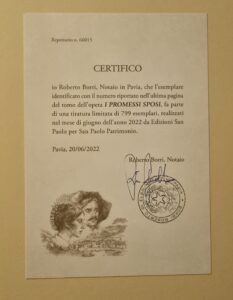 Repertorio n. 66015
CERTIFICO
io Roberto Borri, Notaio in Pavia, che l'esemplare
identificato con il numero riportato nell'ultima pagina
del tomo dell'opera I PROMESSI SPOSI, fa parte
di una tiratura limitata di 799 esemplari, realizzati
nel mese di giugno dell'anno 2022 da Edizioni San
Paolo per San Paolo Patrimonio.
Pavia, 20/06/2022
Roberto Borri, Notaio